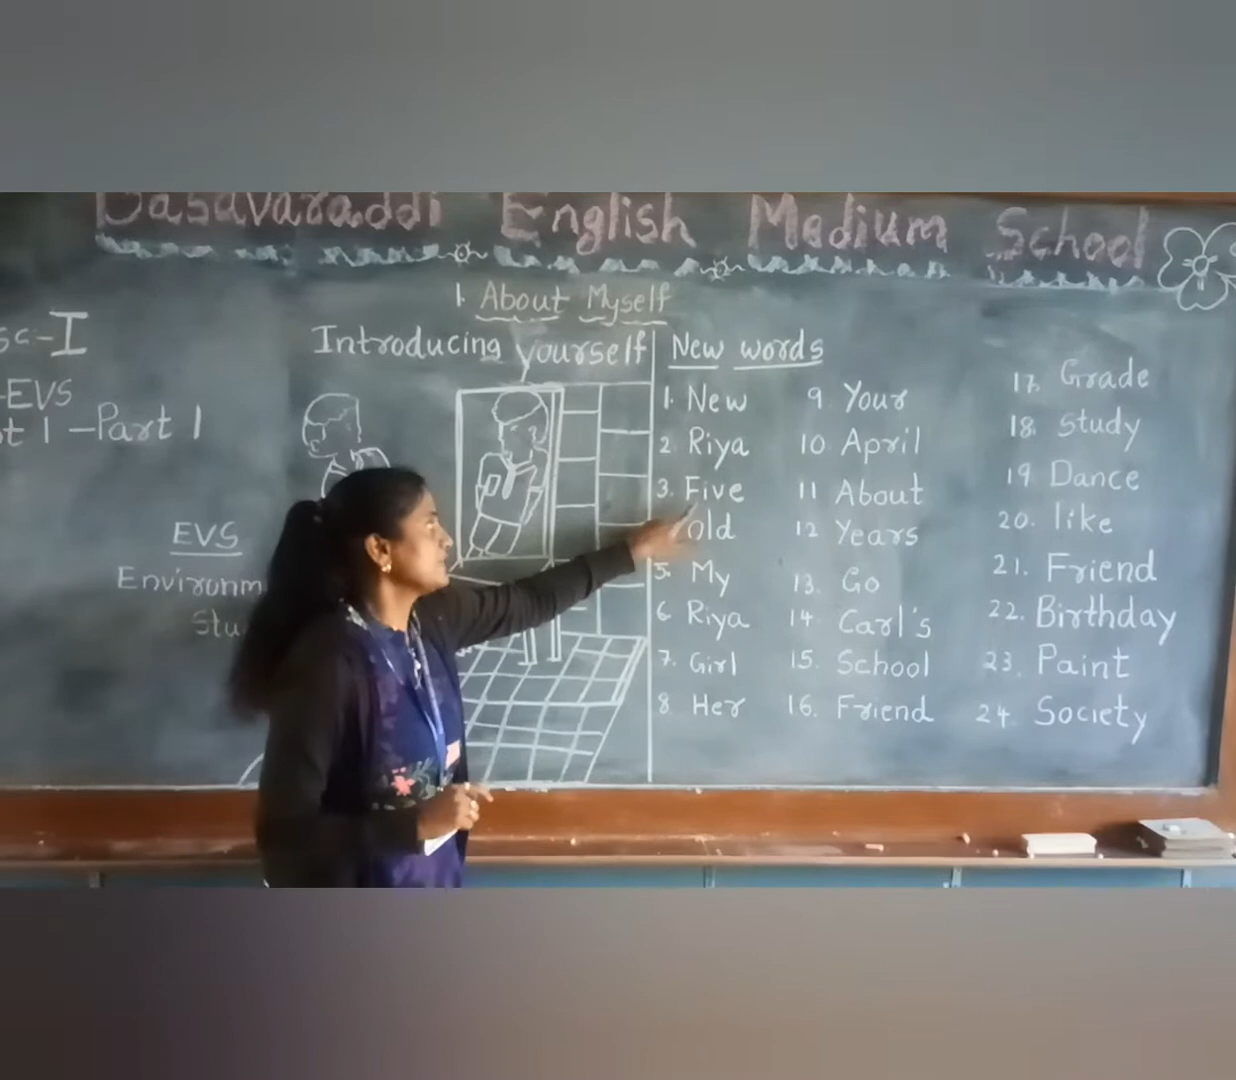 Basavaraddi English Medium School
1. About Myself
I
EVS
1 - Part 1
EVS
Introducing yourself
New words
1. New
2. Riya
3. Five
old
5. My
6 Riya
7. Girl
8. Her
9. Your
10. April
11 About
12 Years
13. Go
14. Carl's
15. School
16. Friend
17. Grade
18. study
19 Dance
20. like
21. Friend
22. Birthday
23. Paint
24. Society